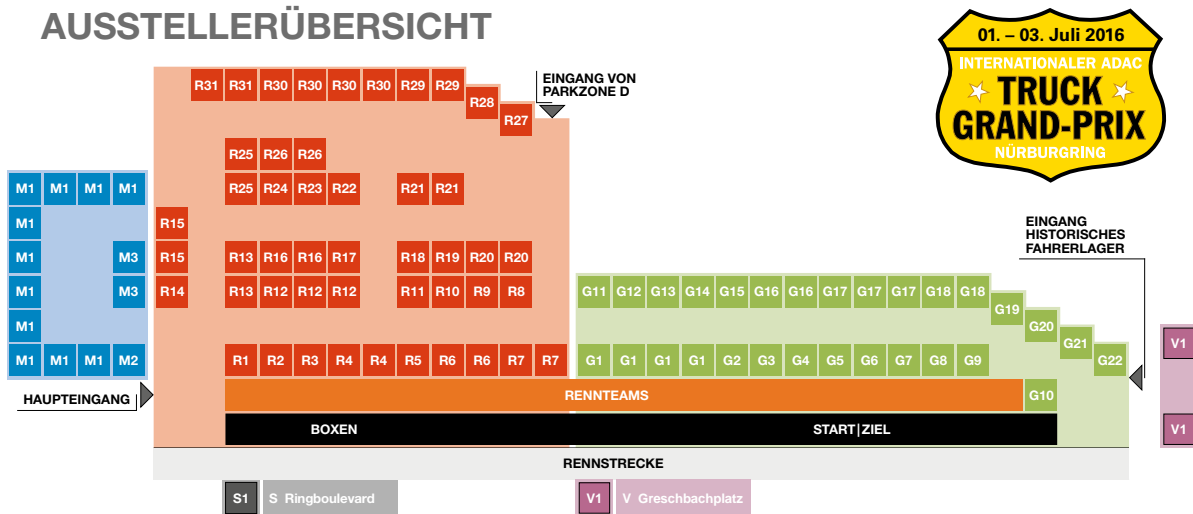 AUSSTELLERÜBERSICHT
01. – 03. Juli 2016
INTERNATIONALER ADAC
TRUCK
GRAND-PRIX
NÜRBURGRING
EINGANG VON
PARKZONE D
R31 R31 R30 R30 R30 R30 R29 R29
R28
R27
R25 R26 R26
M1 M1 M1 M1
R25 R24 R23 R22 R21 R21
M1
R15
EINGANG
HISTORISCHES
FAHRERLAGER
M1 M3
R15 R13 R16 R16 R17 R18 R19 R20 R20
M1 M3
R14 R13 R12 R12 R12 R11 R10 R9 R8
G11 G12 G13 G14 G15 G16 G16 G17 G17 G17 G18 G18
G19
G20
G21
G22
M1
M1 M1 M1 M2
R1 R2 R3 R4 R4 R5 R6 R6 R7 R7
G1 G1 G1 G1 G2 G3 G4 G5 G6 G7 G8 G9
V1
HAUPTEINGANG
RENNTEAMS
G10
BOXEN
START|ZIEL
V1
RENNSTRECKE
S1 S Ringboulevard
V1 V Greschbachplatz